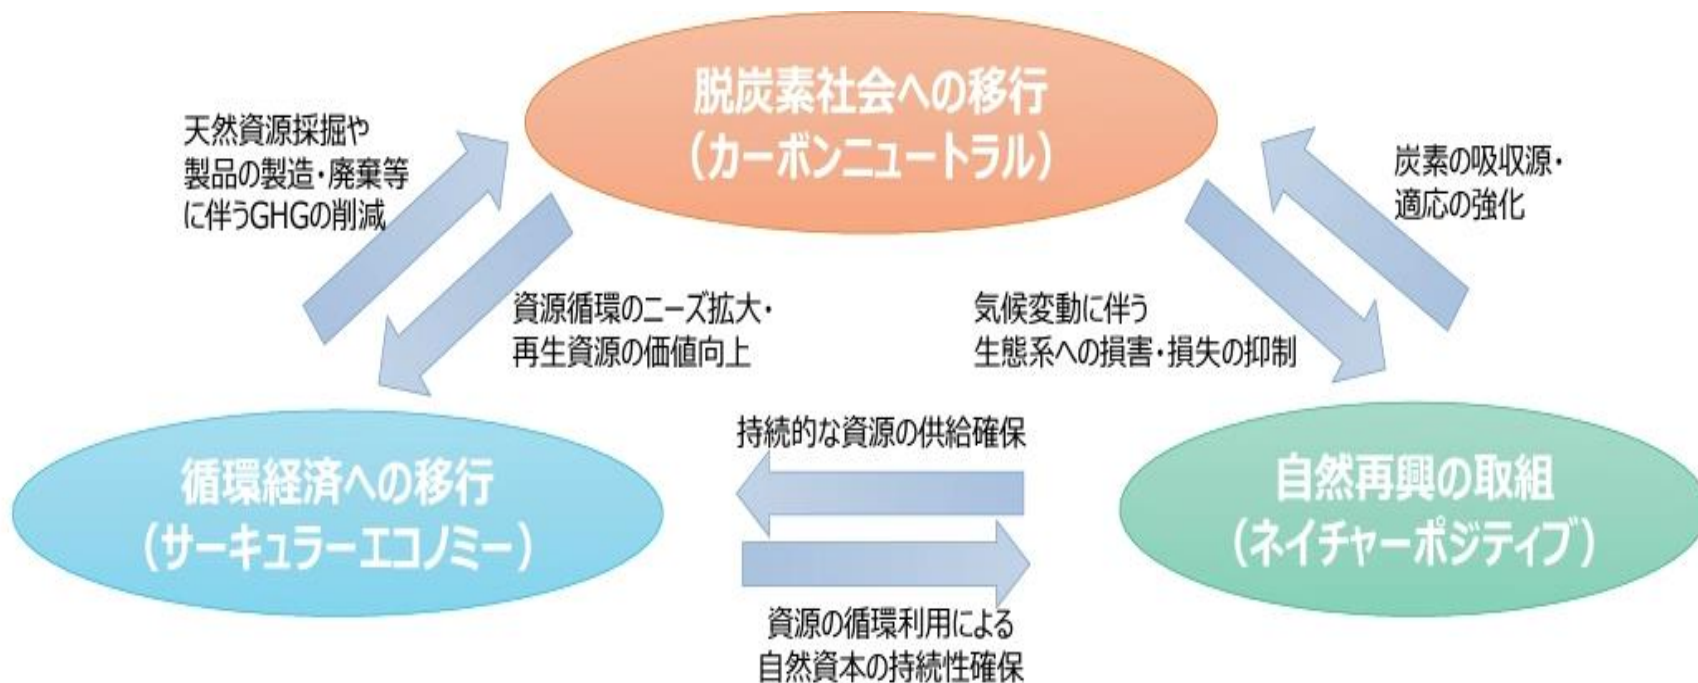 脱炭素社会への移行
(カーボンニュートラル)
天然資源採掘や
製品の製造・廃棄等
に伴うGHGの削減
炭素の吸収源・
適応の強化
資源循環のニーズ拡大・
再生資源の価値向上
気候変動に伴う
生態系への損害・損失の抑制
持続的な資源の供給確保
循環経済への移行
(サーキュラーエコノミー)
自然再興の取組
(ネイチャーポジティブ)
資源の循環利用による
自然資本の持続性確保